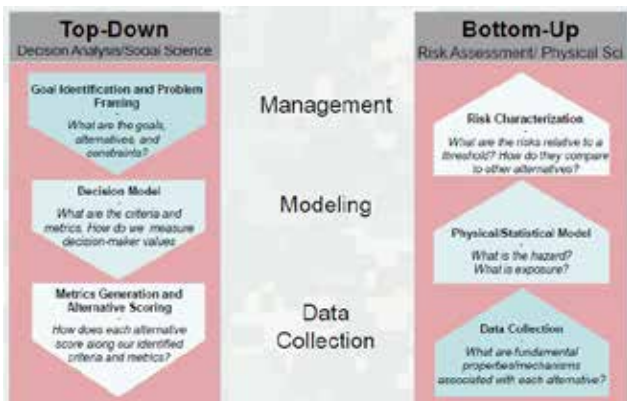 Top-Down
Decision Analysis/Social Science
Goal Identification and Problem
Framing
-
What are the goals,
alternatives, and
constraints?
Decision Model
-
What are the criteria and
metrics, How do we measure
decision-maker values
Metrics Generation and
Alternative Scoring
-
How does each alternative
score along our identified
criteria and metrics?
Management
Modeling
Data
Collection
Bottom-Up
Risk Assessment/ Physical Sci
Risk Characterization
-
What are the risks relative to a
threshold? How do they compare
to other alternatives?
Physical/Statistical Model
-
What is the hazard?
What is exposure?
Data Collection
-
What are fundamental
properties/mechanisms
associated with each alternative?